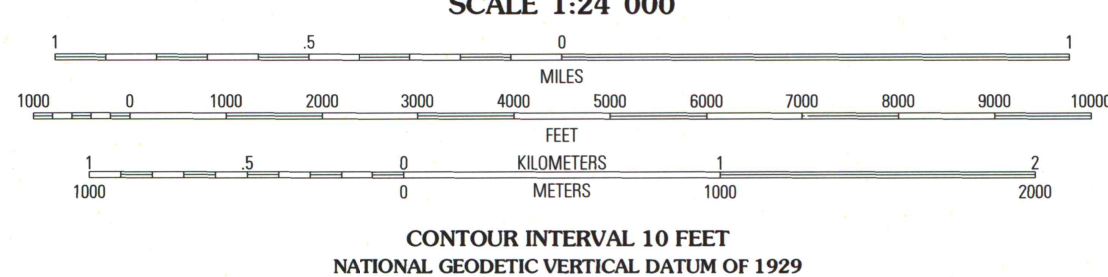 SCALE 1:24 000
1 .5 0 1
MILES
1000 0 1000 2000 3000 4000 5000 6000 7000 8000 9000 10000
FEET
1 .5 0 KILOMETERS 1 2
1000 0 METERS 1000 2000
CONTOUR INTERVAL 10 FEET
NATIONAL GEODETIC VERTICAL DATUM OF 1929